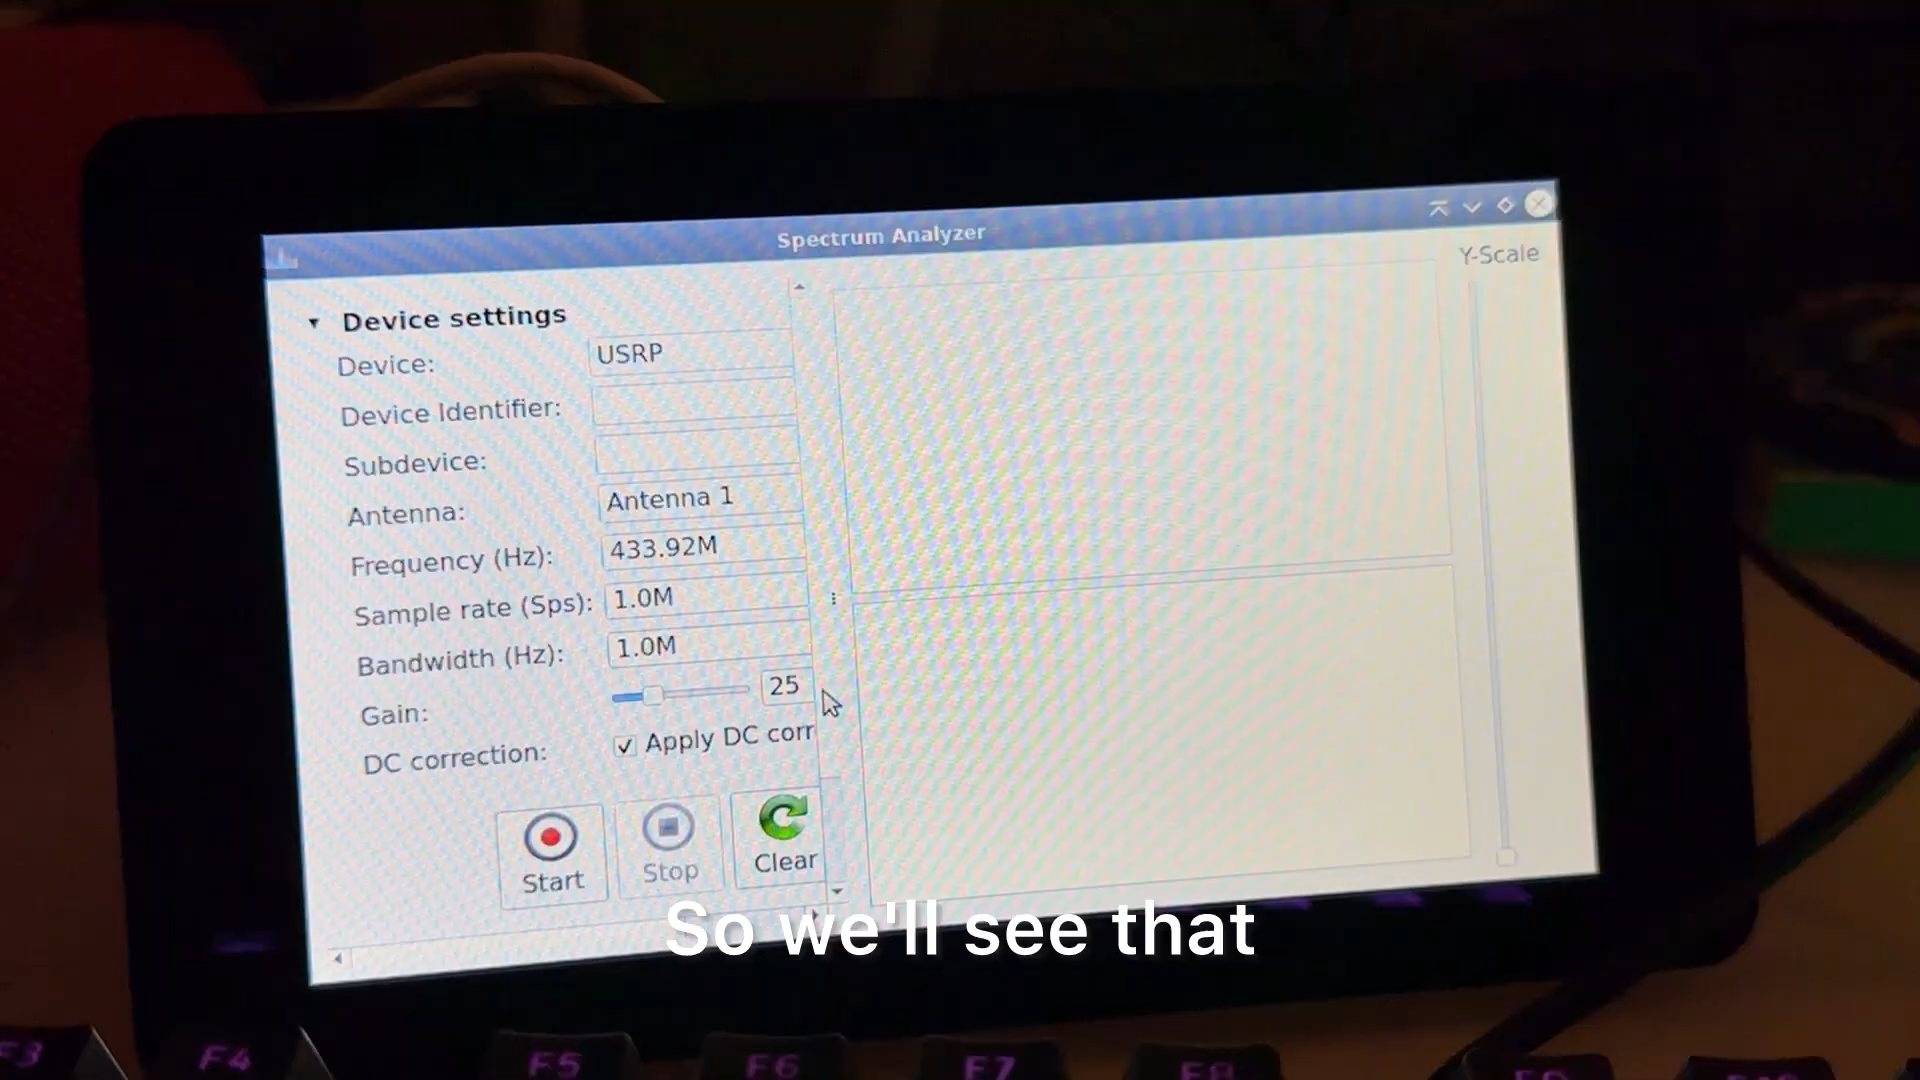 Spectrum Analyzer
Y-Scale
Device settings
Device:
USRP
Device Identifier:
Subdevice:
Antenna:
Antenna 1
Frequency (Hz):
433.92M
Sample rate (Sps):
1.0M
Bandwidth (Hz):
1.0M
Gain:
25
DC correction:
Apply DC corr
Start
Stop
Clear
So we'll see that
F3
F4
F5
F6
F7
F8